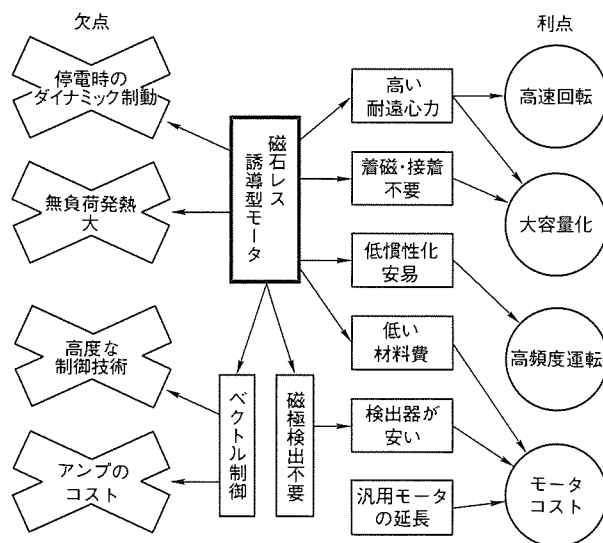 欠点
利点
停電時の
ダイナミック制動
無負荷発熱
大
高度な
制御技術
アンプの
コスト
磁石レス
誘導型モータ
ベクトル制御
磁極検出不要
高い
耐遠心力
着磁・接着
不要
低慣性化
安易
低い
材料費
検出器が
安い
汎用モータ
の延長
高速回転
大容量化
高頻度運転
モータ
コスト